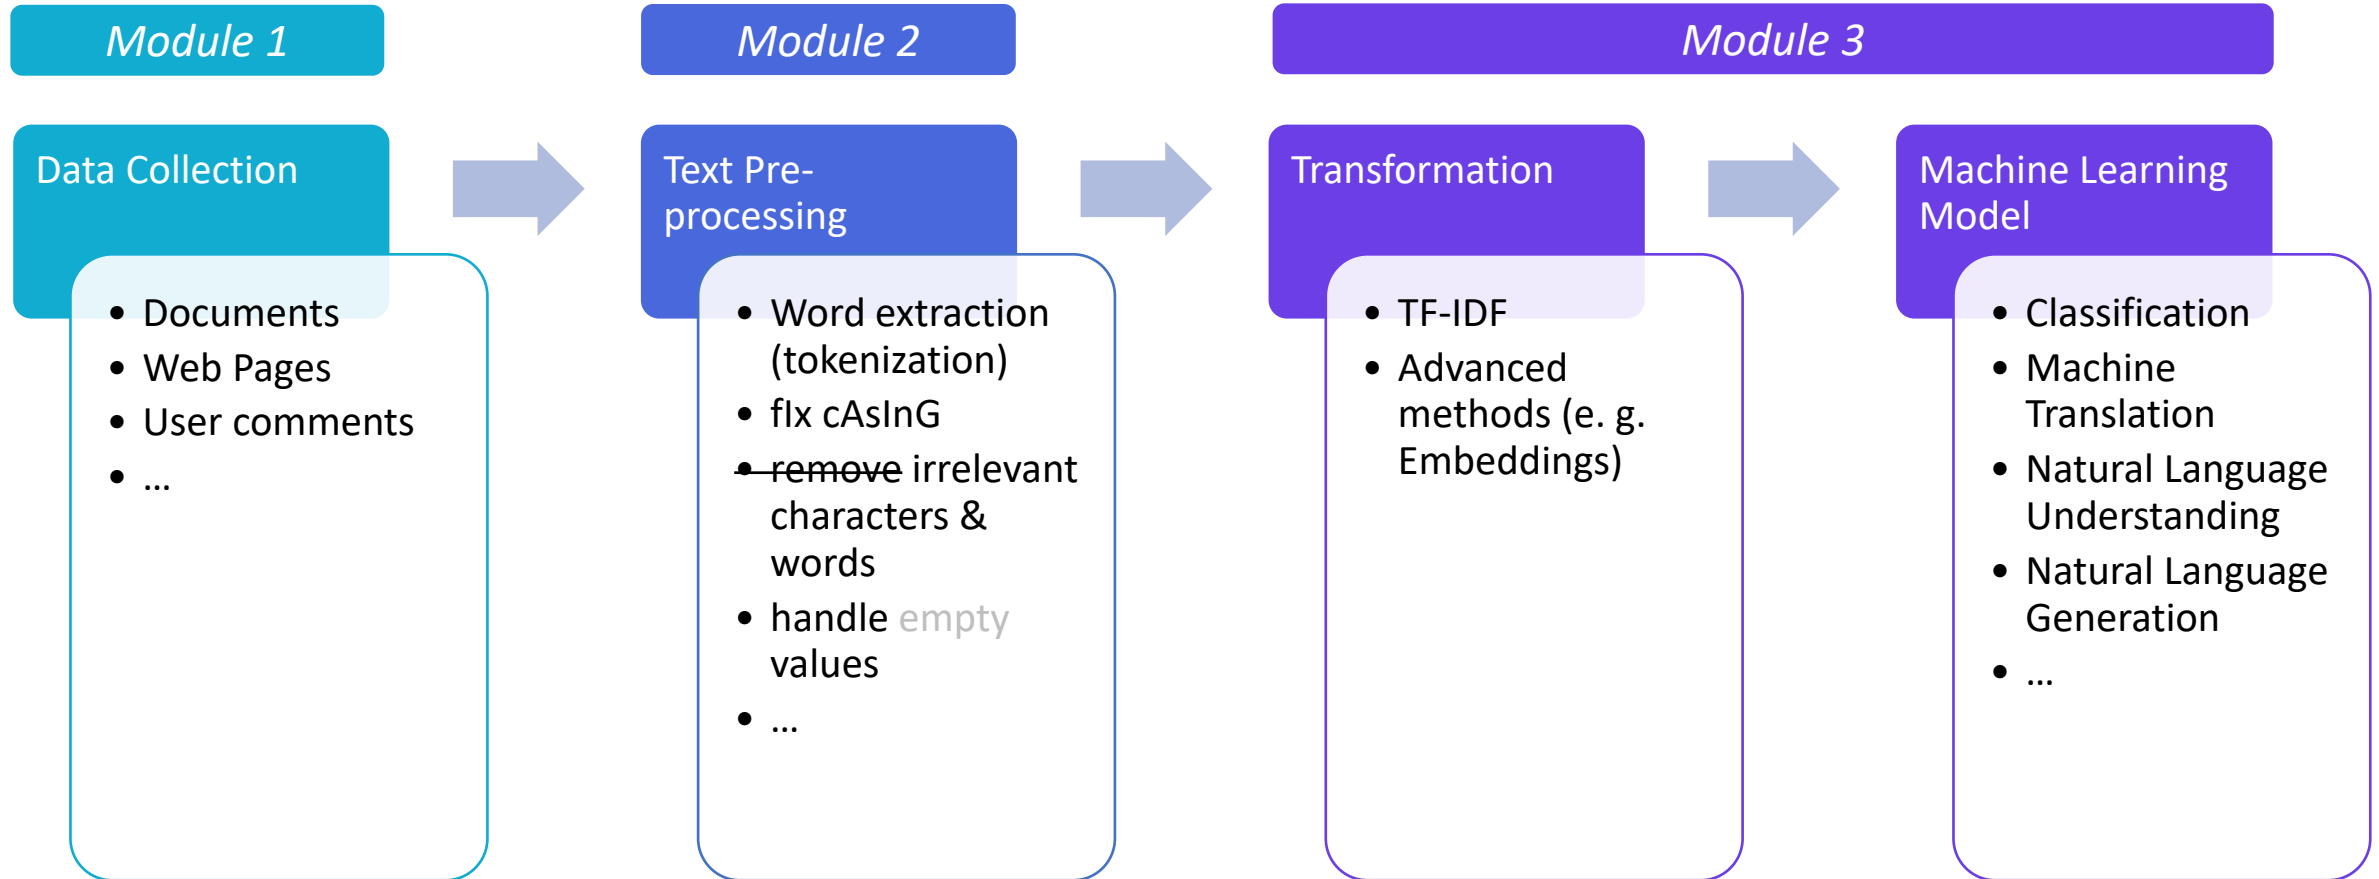 Module 1
Module 2
Module 3
Data Collection
• Documents
• Web Pages
• User comments
• ...
Text Pre-
processing
• Word extraction
(tokenization)
• fIx cAsInG
• remove irrelevant
characters &
words
• handle empty
values
• ...
Transformation
• TF-IDF
• Advanced
methods (e. g.
Embeddings)
Machine Learning
Model
• Classification
• Machine
Translation
• Natural Language
Understanding
• Natural Language
Generation
• ...